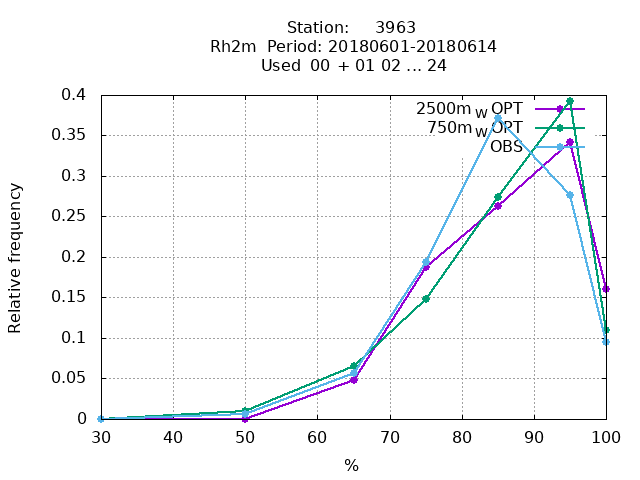 Station: 3963
Rh2m Period: 20180601-20180614
Used 00 + 01 02 ... 24
0.4
0.35
0.3
0.25
0.2
0.15
0.1
0.05
0
Relative frequency
2500m W OPT
750m W OPT
OBS
30 40 50 60 70 80 90 100
%